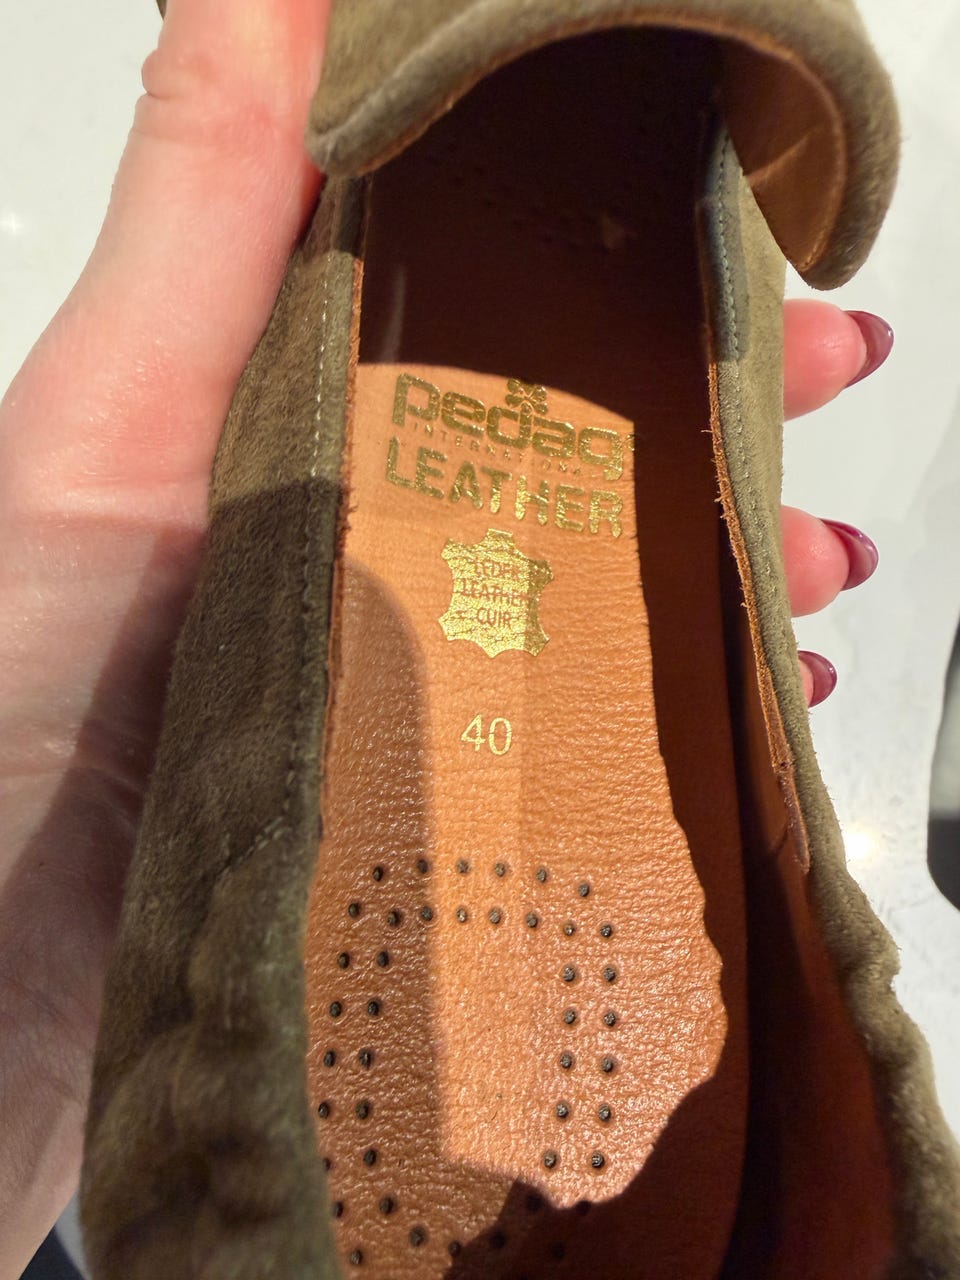 pedag
INTERNATIONAL
LEATHER
LEDER
LEATHER
CUIR
40